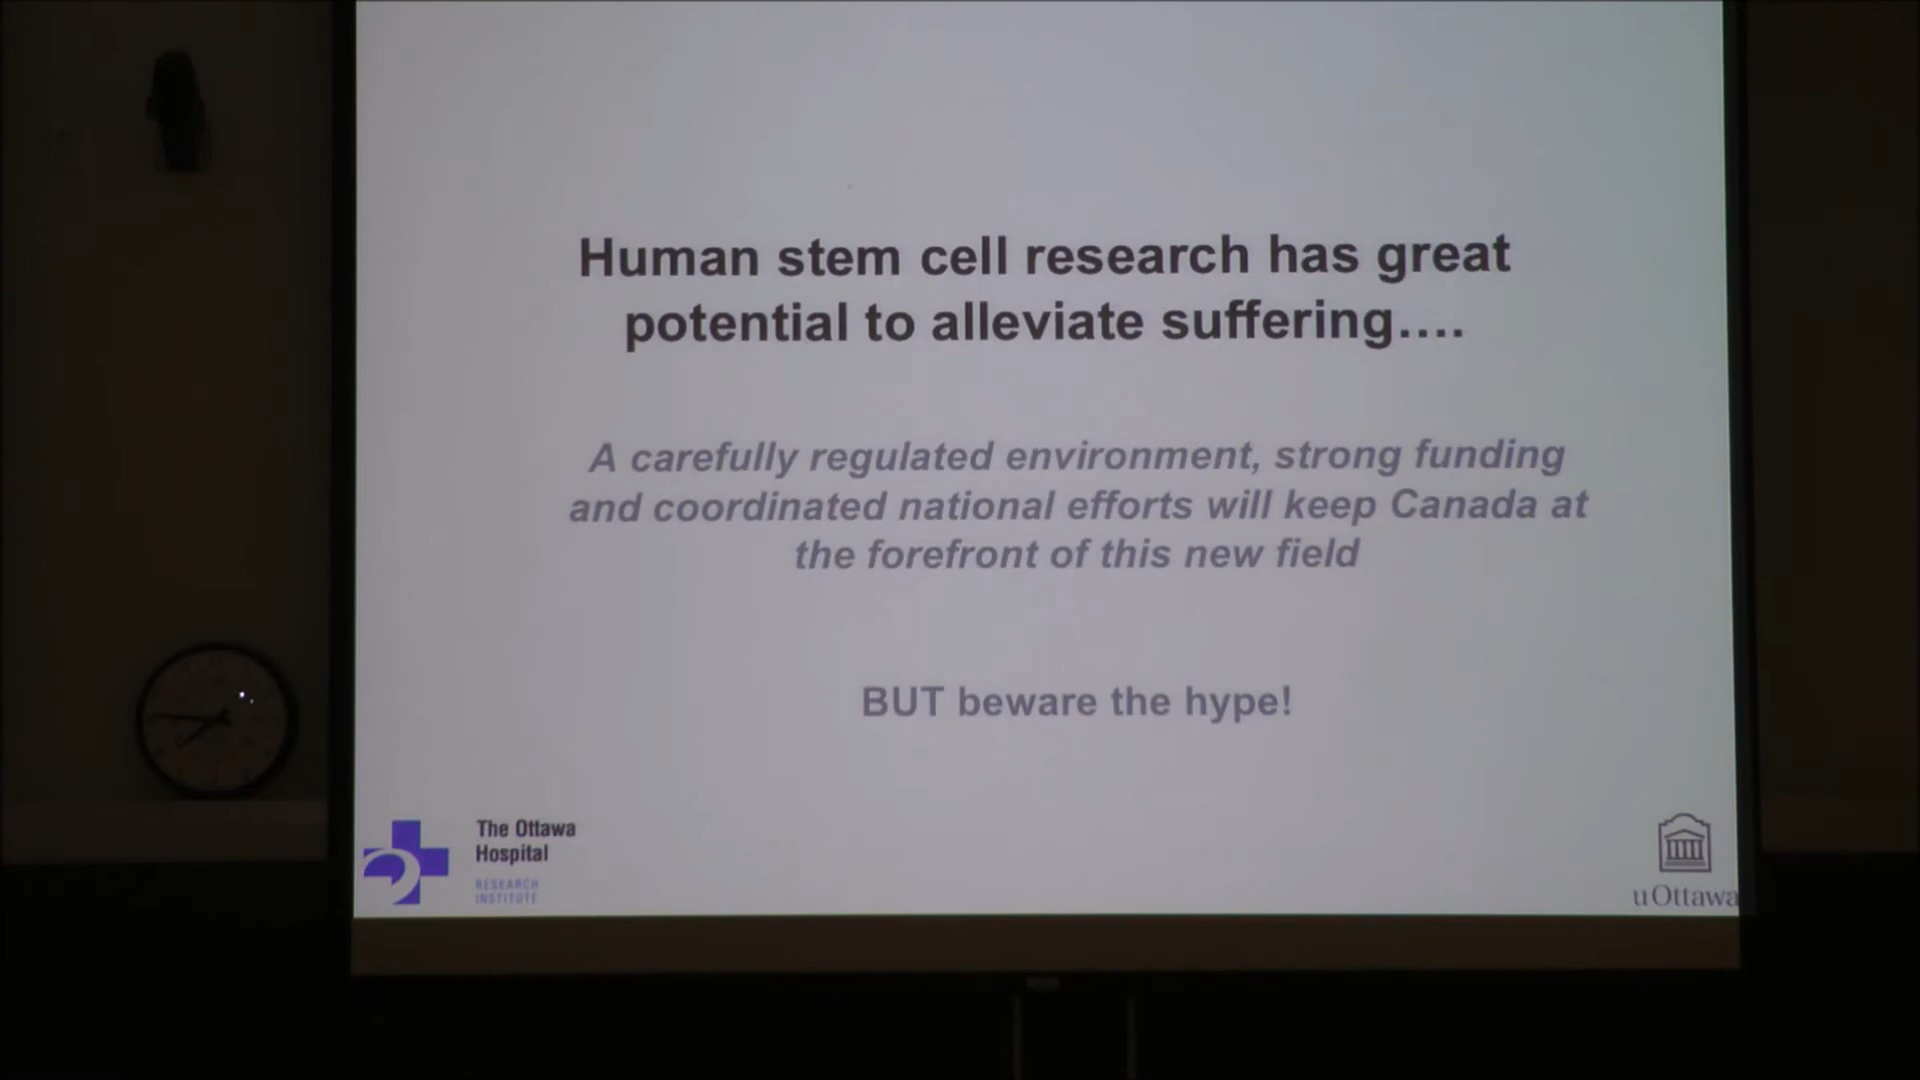 Human stem cell research has great
potential to alleviate suffering....
A carefully regulated environment, strong funding
and coordinated national efforts will keep Canada at
the forefront of this new field
BUT beware the hype!
The Ottawa
Hospital
RESEARCH
INSTITUTE
uOttawa